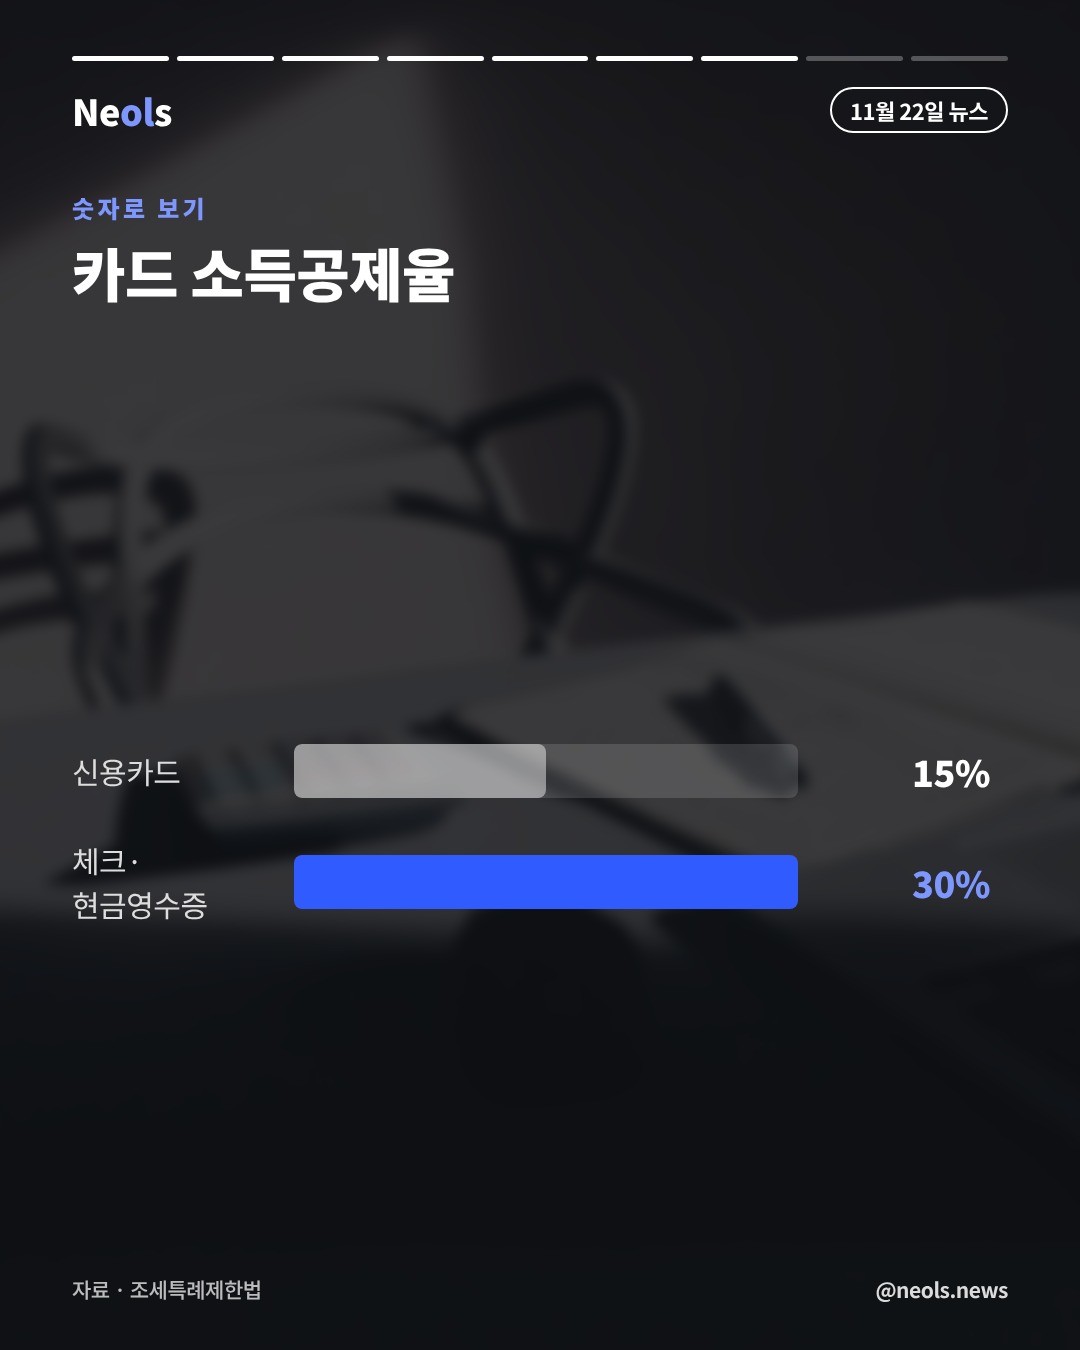 Neols
11월 22일 뉴스
숫자로 보기
카드 소득공제율
신용카드
15%
체크·
현금영수증
30%
자료 · 조세특례제한법
@neols.news